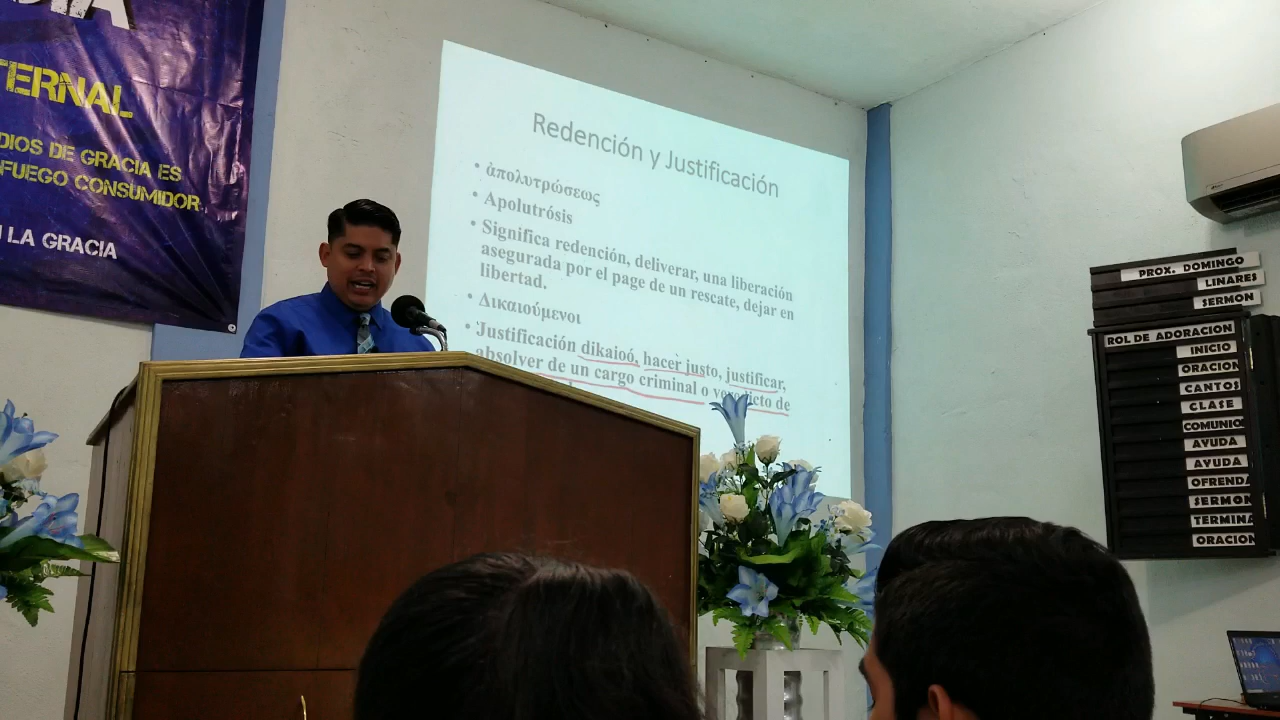 TERNAL
DIOS DE GRACIA ES
FUEGO CONSUMIDOR
LA GRACIA
Redención y Justificación
• ἀπολυτρώσεως
• Apolutrósis
• Significa redención, deliverar, una liberación
asegurada por el page de un rescate, dejar en
libertad.
• Δικαιούμενοι
• Justificación dikaioó, hacer justo, justificar,
absolver de un cargo criminal o veredicto de
PROX. DOMINGO
LINARES
SERMON
ROL DE ADORACION
INICIO
ORACION
CANTOS
CLASE
COMUNIC
AYUDA
AYUDA
OFRENDA
SERMON
TERMINA
ORACION